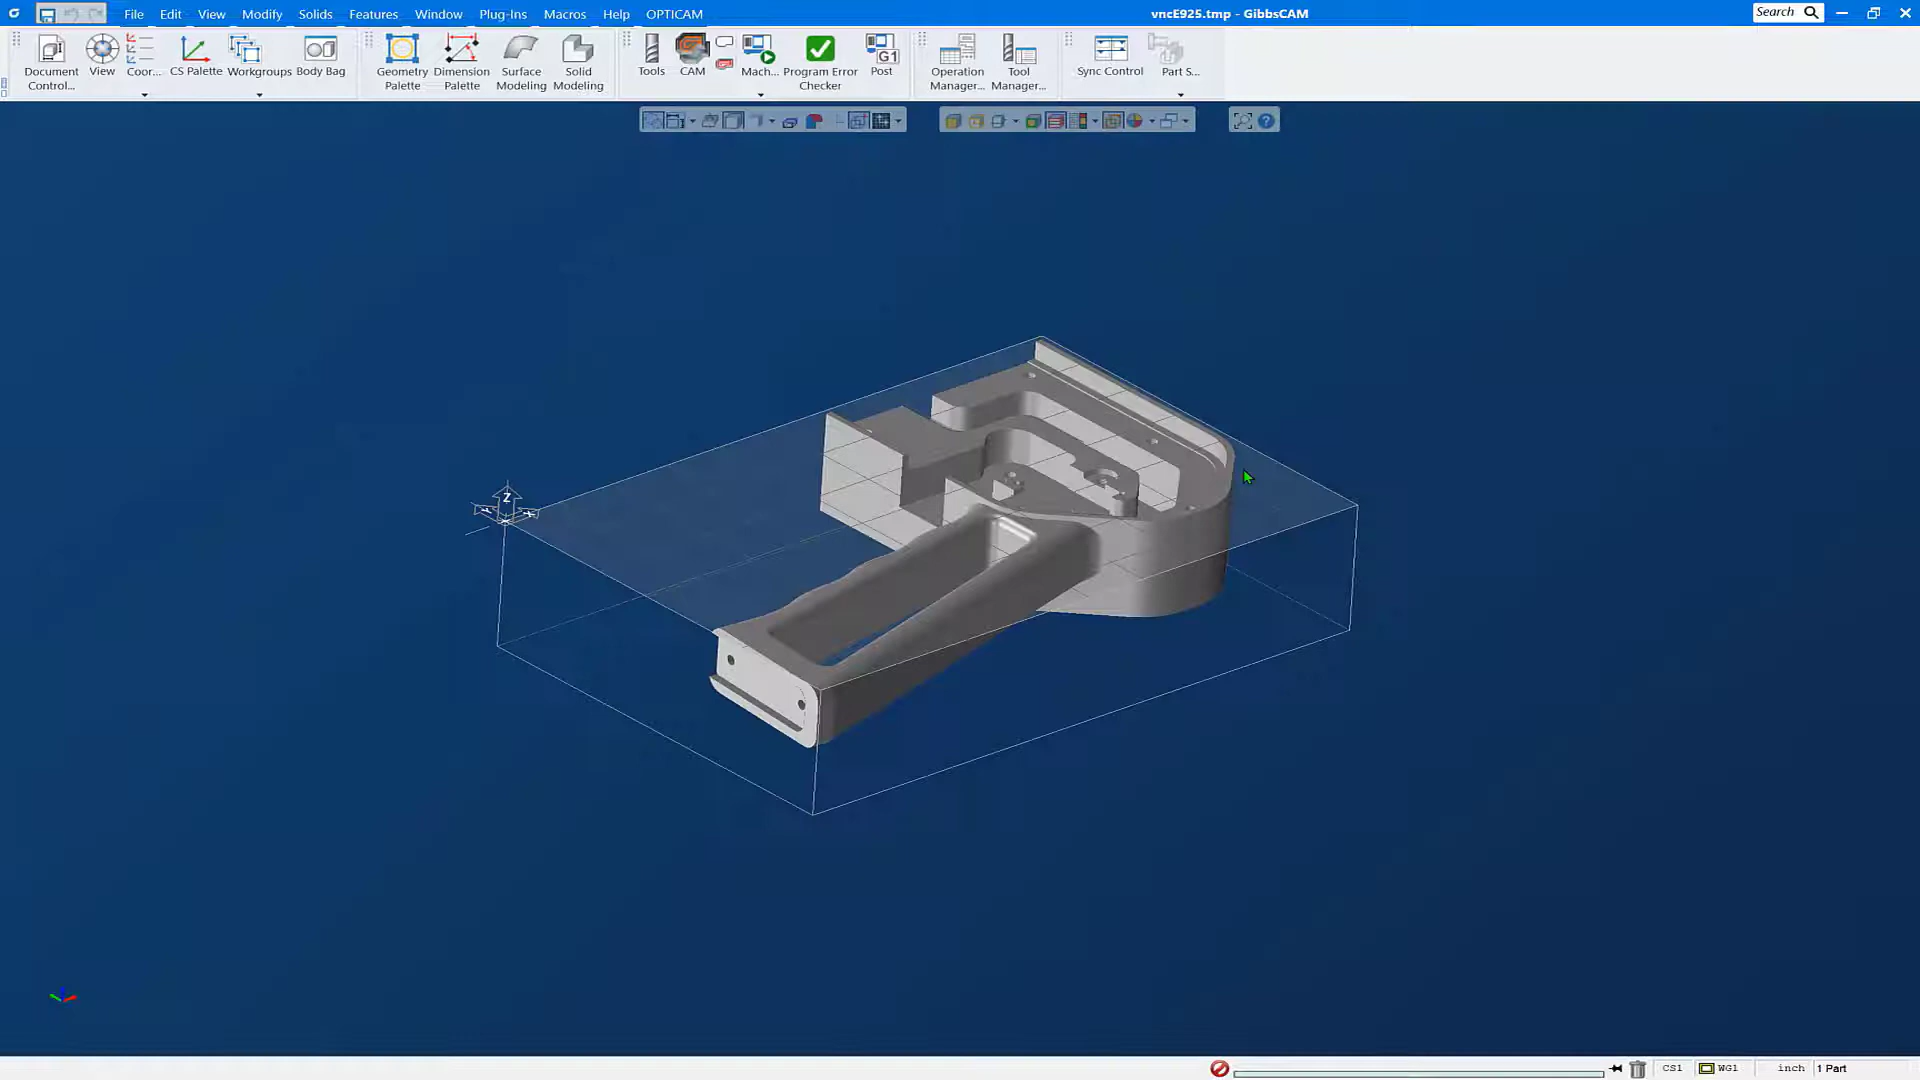 File Edit View Modify Solids Features Window Plug-Ins Macros Help OPTICAM
vncE925.tmp - GibbsCAM
Search
Document Control...
View
Coor...
CS Palette
Workgroups
Body Bag
Geometry Palette
Dimension Palette
Surface Modeling
Solid Modeling
Tools
CAM
Mach...
Program Error Checker
G1
Post
Operation Manager...
Tool Manager...
Sync Control
Part S...
Z
CS1
WG1
inch
1 Part